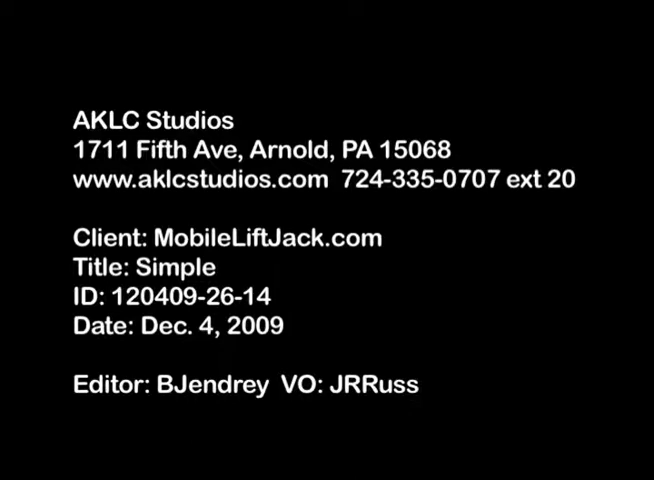 AKLC Studios
1711 Fifth Ave, Arnold, PA 15068
www.aklcstudios.com 724-335-0707 ext 20
Client: MobileLiftJack.com
Title: Simple
ID: 120409-26-14
Date: Dec. 4, 2009
Editor: BJendrey VO: JRRuss